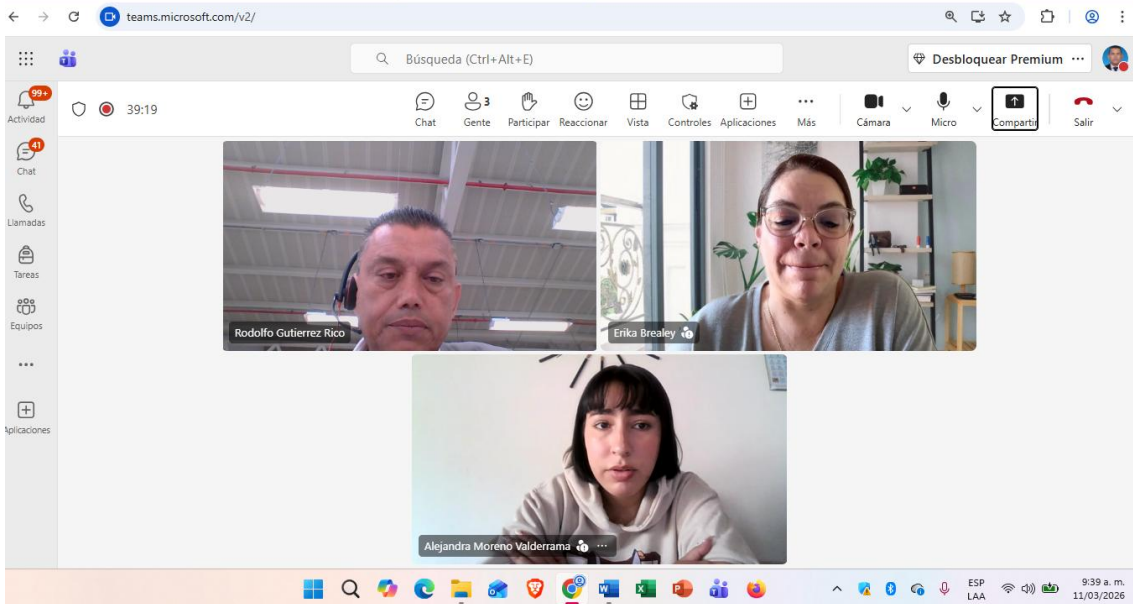 teams.microsoft.com/v2/
Búsqueda (Ctrl+Alt+E)
Desbloquear Premium ...
99+
Actividad
41
Chat
Llamadas
Tareas
Equipos
Aplicaciones
39:19
Chat
3
Gente
Participar
Reaccionar
Vista
Controles
Aplicaciones
Más
Cámara
Micro
Compartir
Salir
Rodolfo Gutierrez Rico
Erika Brealey
Alejandra Moreno Valderrama ...
ESP
LAA
9:39 a. m.
11/03/2026